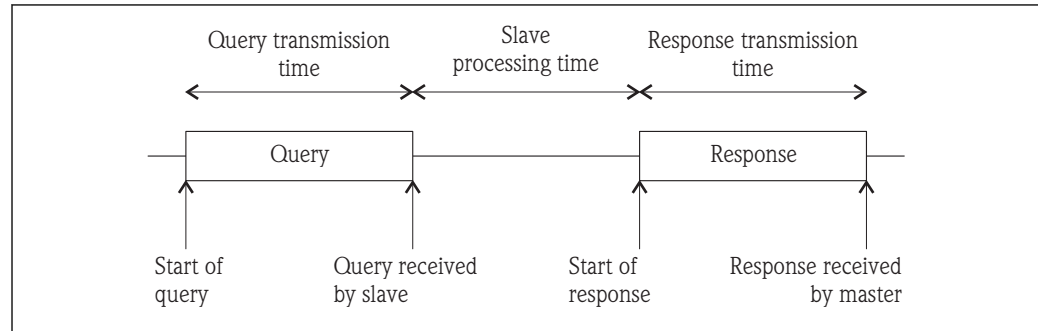 Query transmission
time
Slave
processing time
Response transmission
time
Query
Response
Start of
query
Query received
by slave
Start of
response
Response received
by master